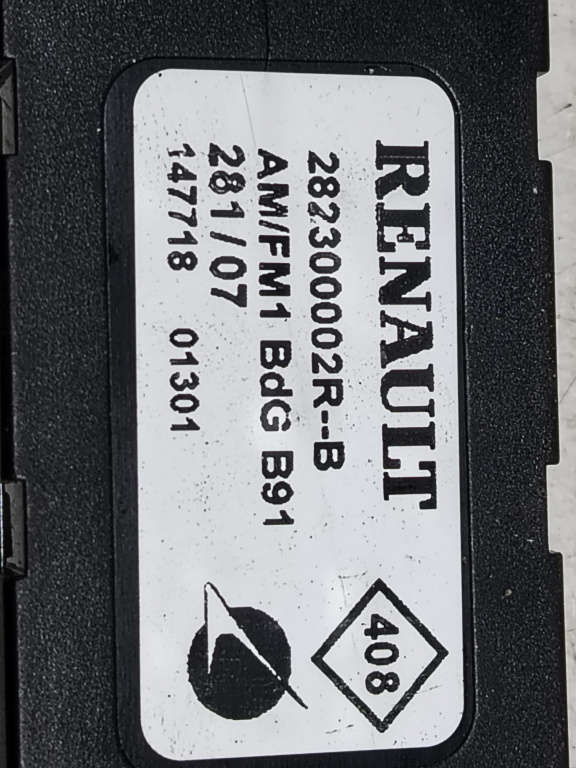 RENAULT
282300002R--B
AM/FM1 BdG B91
281/07
147718 01301
408